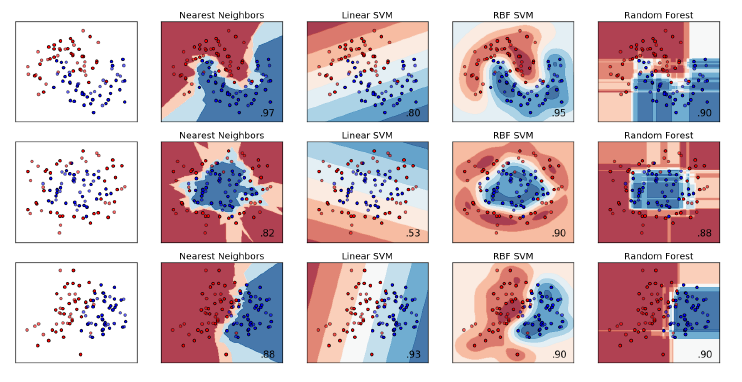 Nearest Neighbors Linear SVM RBF SVM Random Forest
.97 .80 .95 .90
Nearest Neighbors Linear SVM RBF SVM Random Forest
.82 .53 .90 .88
Nearest Neighbors Linear SVM RBF SVM Random Forest
.88 .93 .90 .90